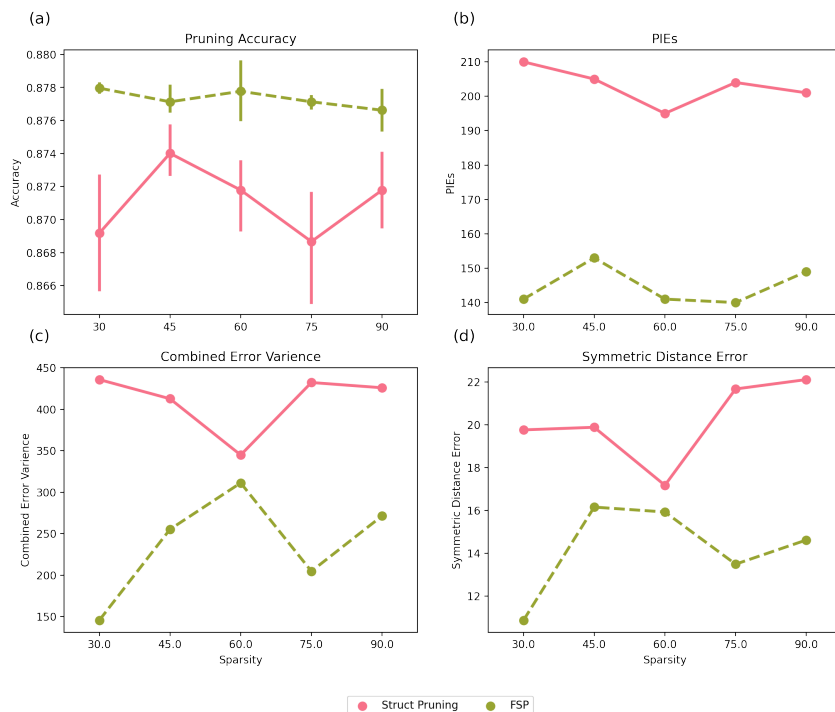 (a)
Pruning Accuracy
0.880
0.878
0.876
0.874
0.872
0.870
0.868
0.866
Accuracy
30 45 60 75 90
(b)
PIEs
210
200
190
180
170
160
150
140
PIEs
30.0 45.0 60.0 75.0 90.0
(c)
Combined Error Varience
450
400
350
300
250
200
150
Combined Error Varience
30.0 45.0 60.0 75.0 90.0
Sparsity
(d)
Symmetric Distance Error
22
20
18
16
14
12
Symmetric Distance Error
30.0 45.0 60.0 75.0 90.0
Sparsity
Struct Pruning FSP